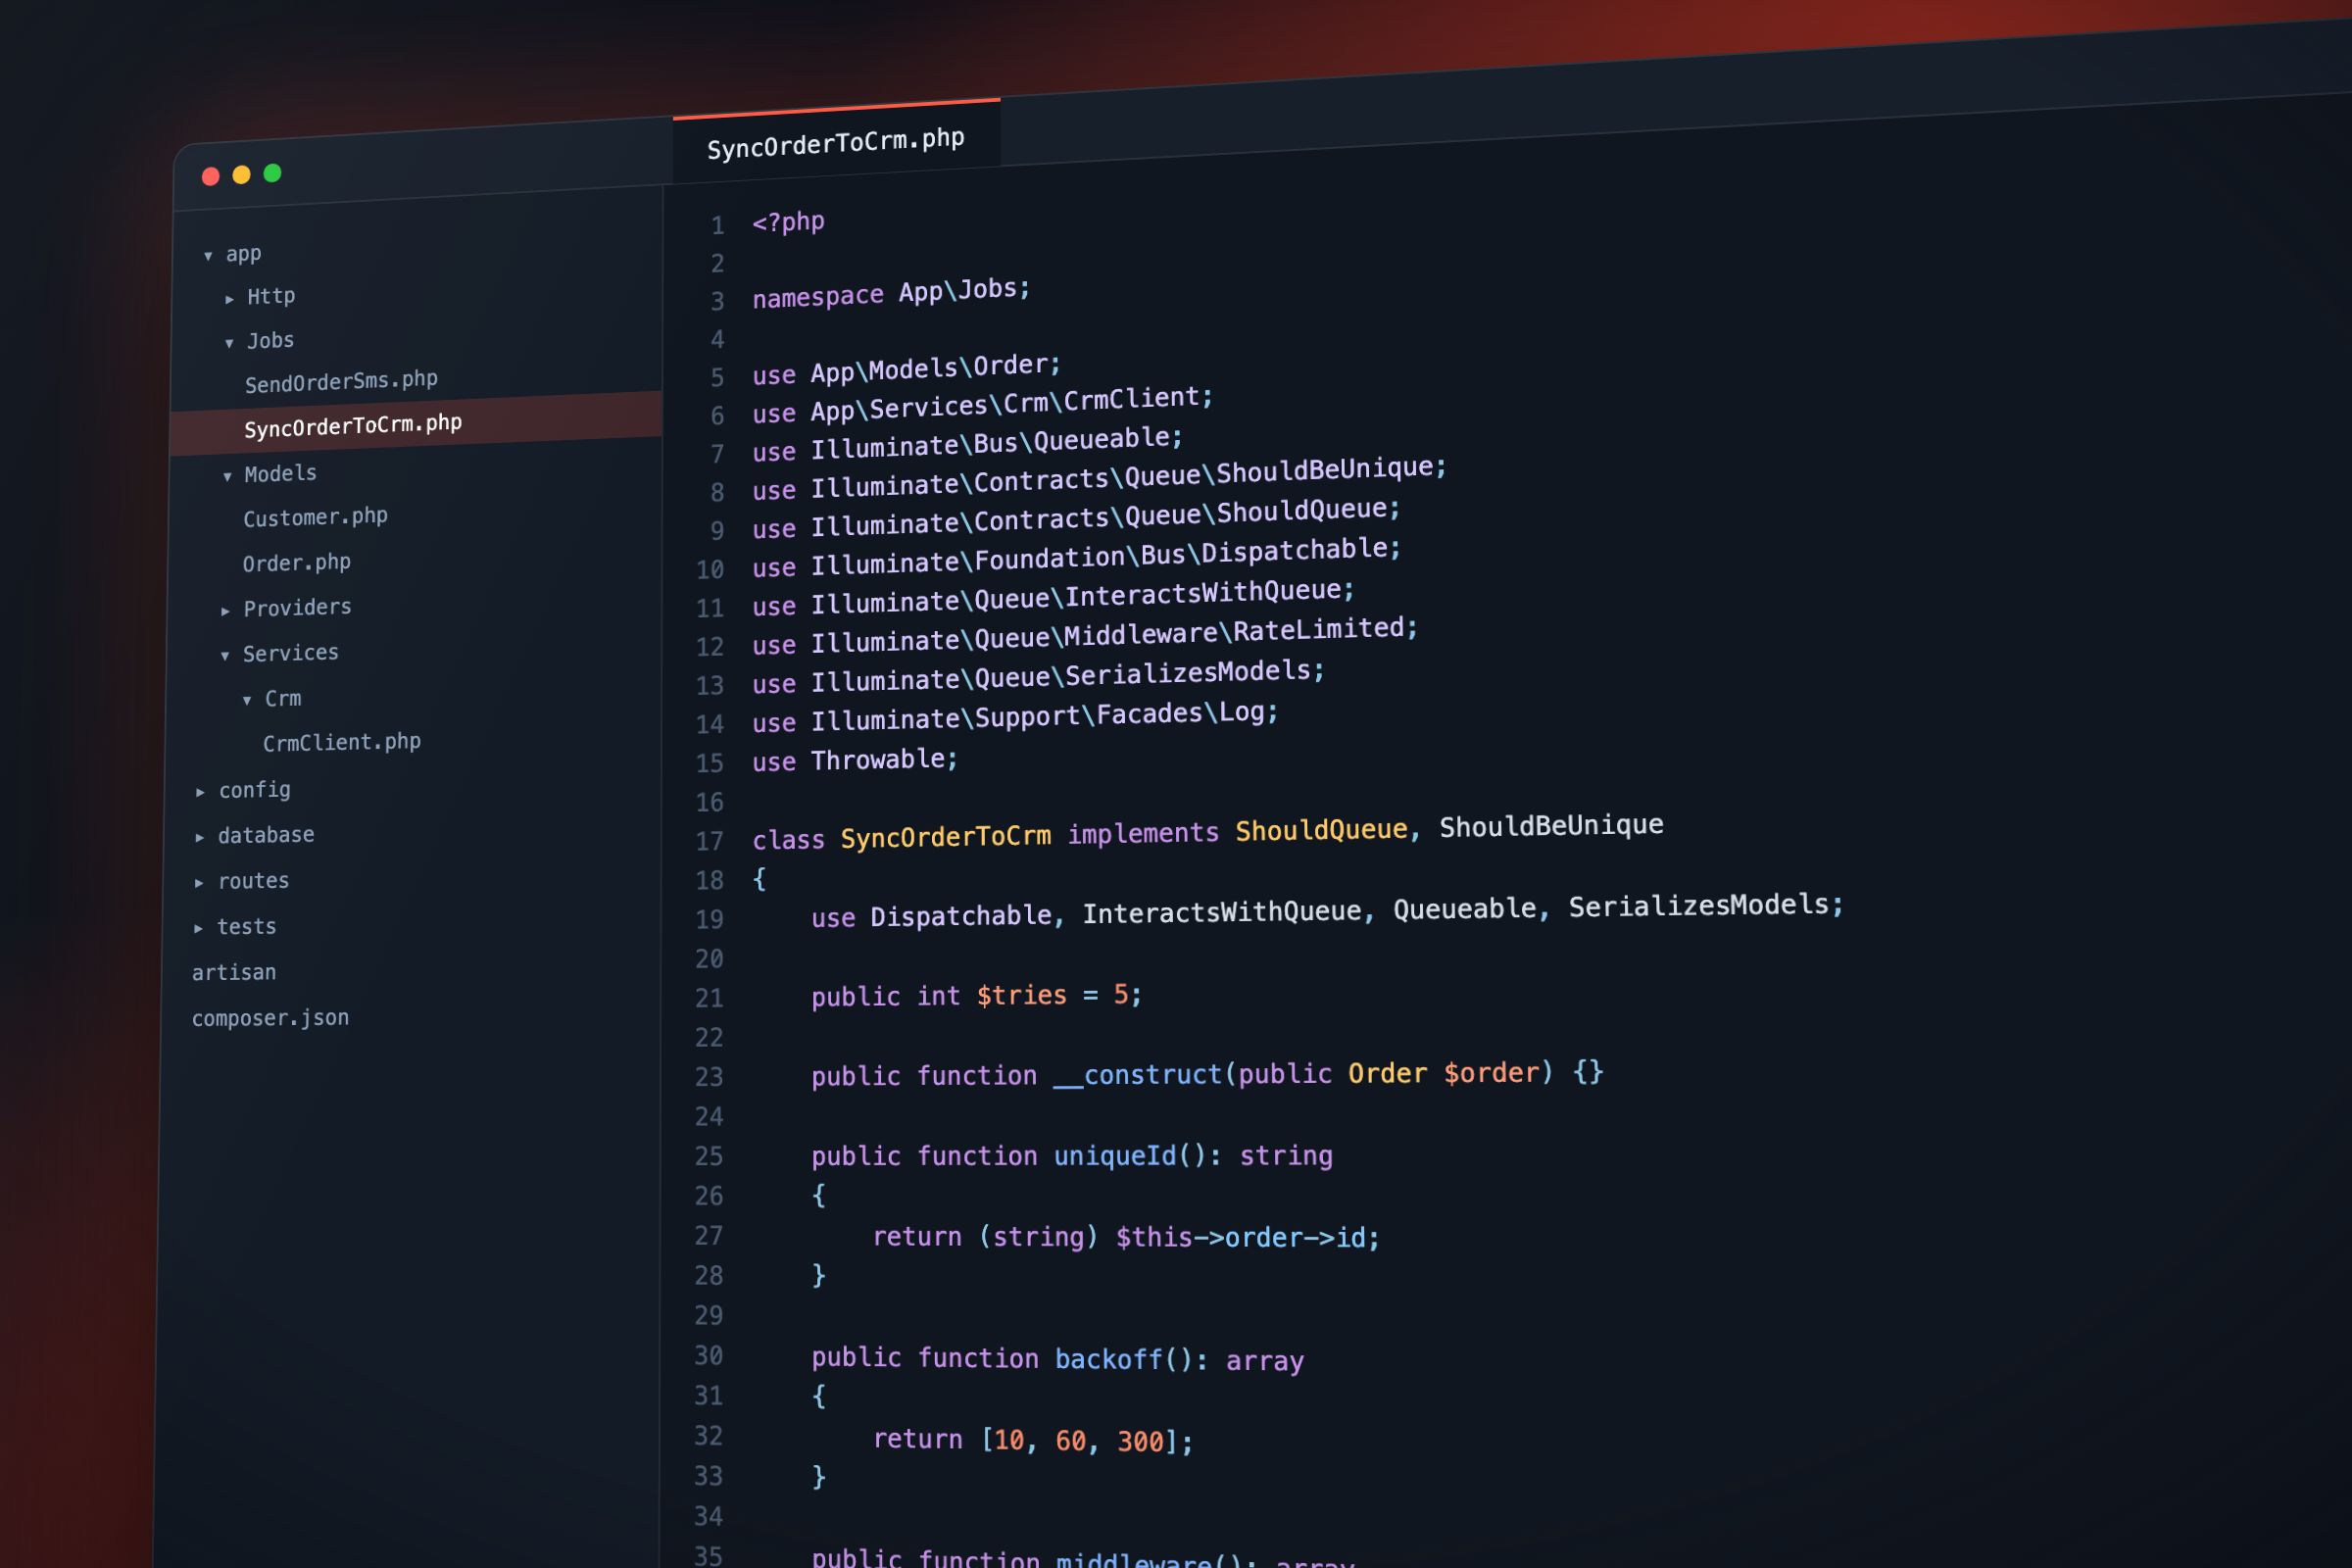 SyncOrderToCrm.php
▾ app
▸ Http
▾ Jobs
SendOrderSms.php
SyncOrderToCrm.php
▾ Models
Customer.php
Order.php
▸ Providers
▾ Services
▾ Crm
CrmClient.php
▸ config
▸ database
▸ routes
▸ tests
artisan
composer.json
1 <?php
2
3 namespace App\Jobs;
4
5 use App\Models\Order;
6 use App\Services\Crm\CrmClient;
7 use Illuminate\Bus\Queueable;
8 use Illuminate\Contracts\Queue\ShouldBeUnique;
9 use Illuminate\Contracts\Queue\ShouldQueue;
10 use Illuminate\Foundation\Bus\Dispatchable;
11 use Illuminate\Queue\InteractsWithQueue;
12 use Illuminate\Queue\Middleware\RateLimited;
13 use Illuminate\Queue\SerializesModels;
14 use Illuminate\Support\Facades\Log;
15 use Throwable;
16
17 class SyncOrderToCrm implements ShouldQueue, ShouldBeUnique
18 {
19     use Dispatchable, InteractsWithQueue, Queueable, SerializesModels;
20
21     public int $tries = 5;
22
23     public function __construct(public Order $order) {}
24
25     public function uniqueId(): string
26     {
27         return (string) $this->order->id;
28     }
29
30     public function backoff(): array
31     {
32         return [10, 60, 300];
33     }
34
35     public function middleware(): array